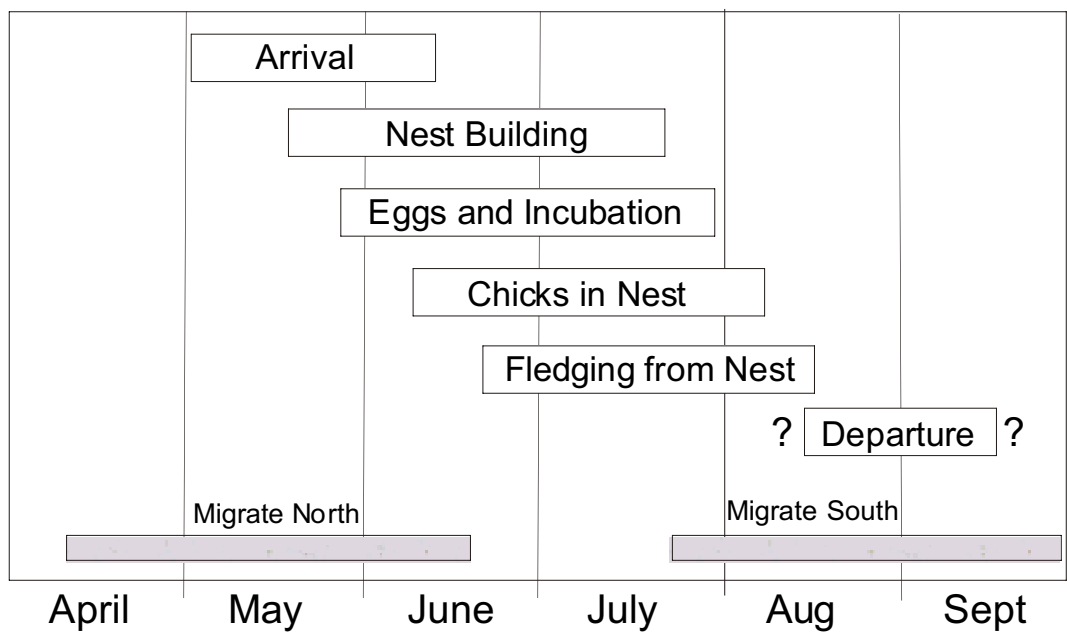 Arrival
Nest Building
Eggs and Incubation
Chicks in Nest
Fledging from Nest
? Departure ?
Migrate North
Migrate South
April May June July Aug Sept